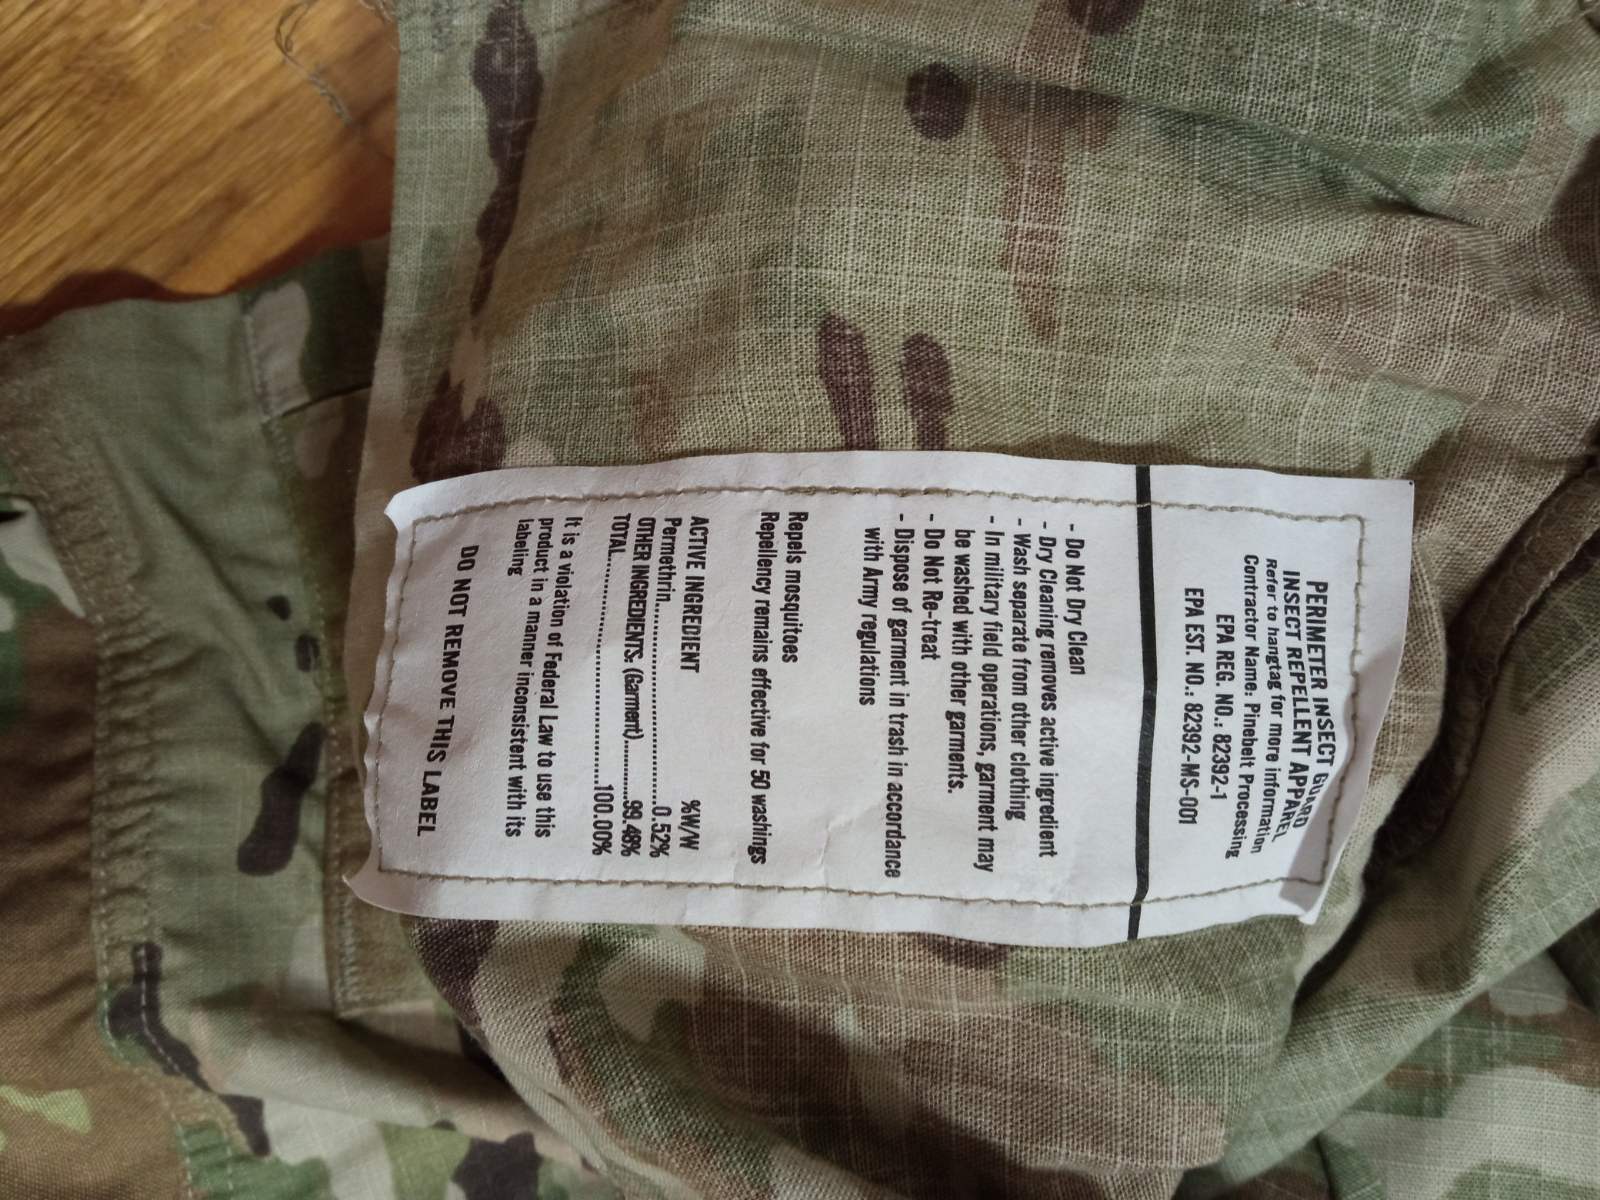 PERIMETER INSECT GUARD
INSECT REPELLENT APPAREL
Refer to hangtag for more information
Contractor Name: Pinebelt Processing
EPA REG. NO.: 82392-1
EPA EST. NO.: 82392-MS-001
- Do Not Dry Clean
- Dry Cleaning removes active ingredient
- Wash separate from other clothing
- In military field operations, garment may
be washed with other garments.
- Do Not Re-treat
- Dispose of garment in trash in accordance
with Army regulations
Repels mosquitoes
Repellency remains effective for 50 washings
ACTIVE INGREDIENT %W/W
Permethrin..............................0.52%
OTHER INGREDIENTS: (Garment)..........99.48%
TOTAL..............................100.00%
It is a violation of Federal Law to use this
product in a manner inconsistent with its
labeling
DO NOT REMOVE THIS LABEL